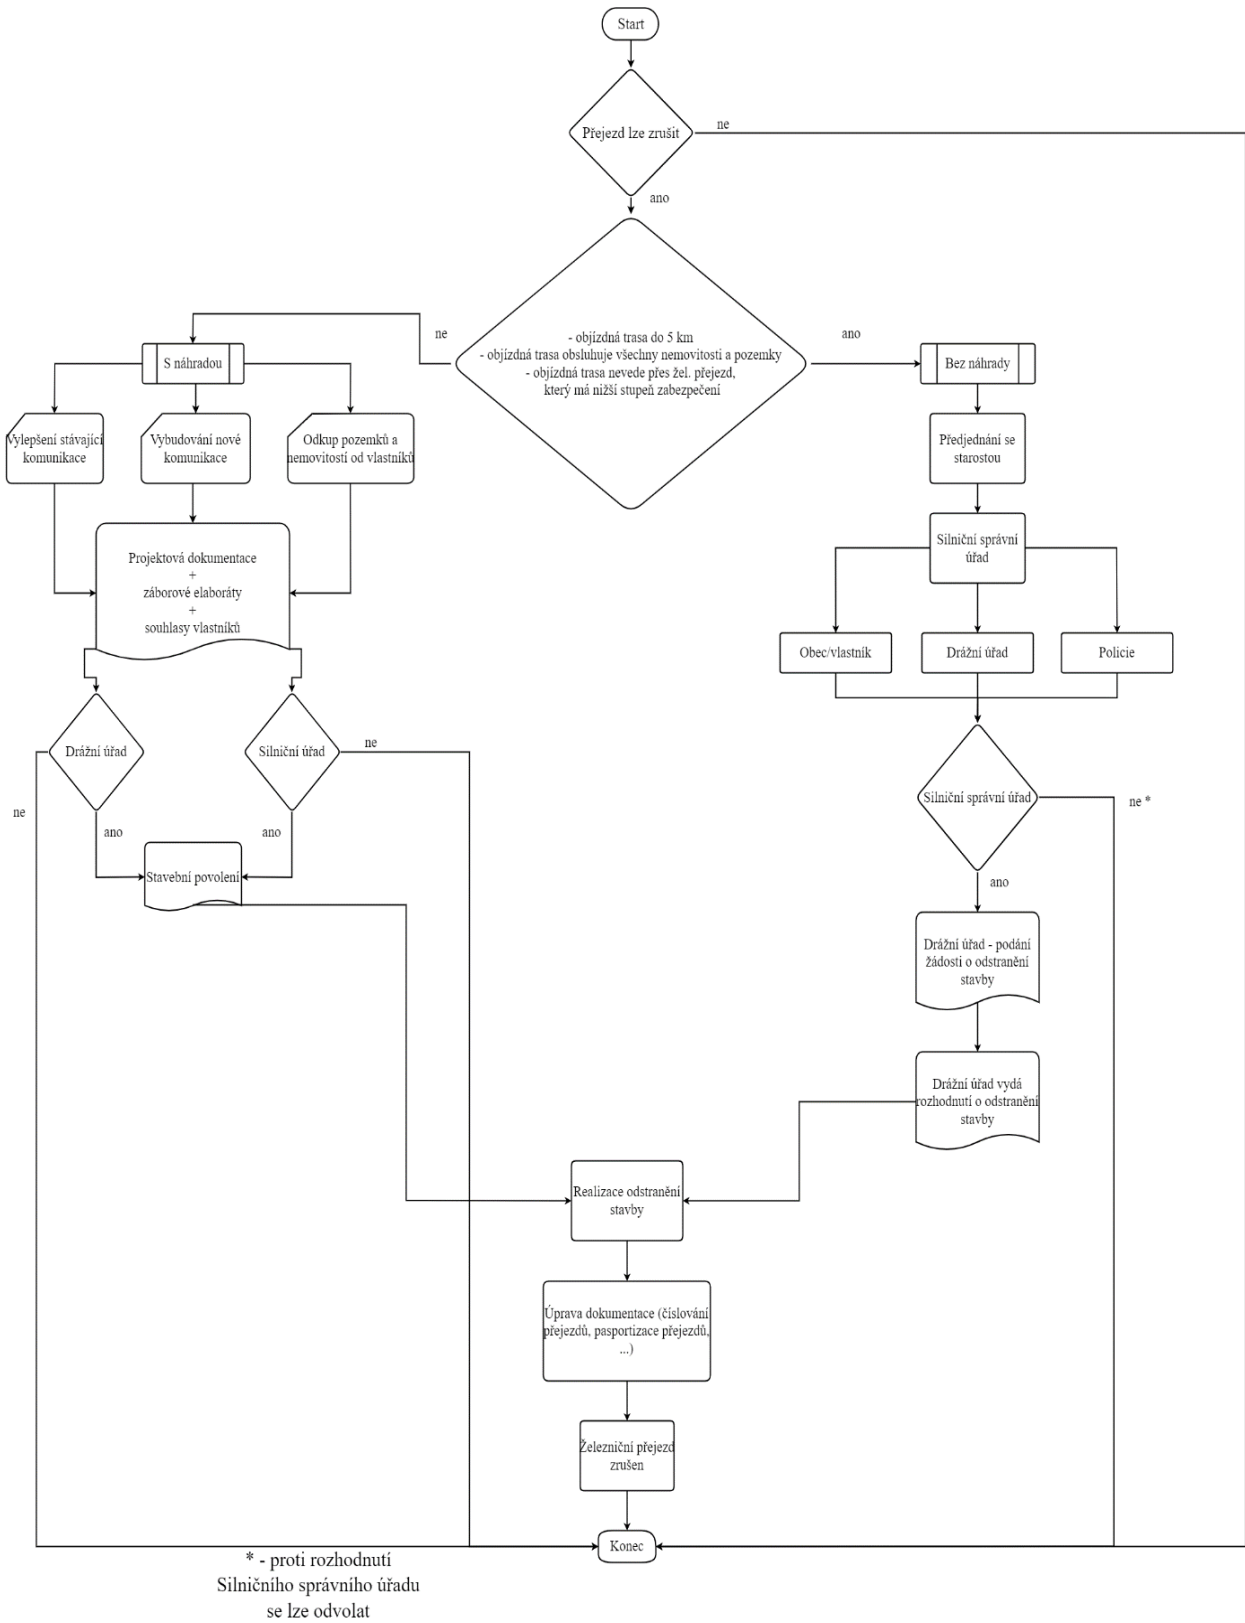 Start
Přejezd lze zrušit
ne
ano
- objízdná trasa do 5 km
- objízdná trasa obsluhuje všechny nemovitosti a pozemky
- objízdná trasa nevede přes žel. přejezd,
který má nižší stupeň zabezpečení
ne
ano
S náhradou
Bez náhrady
Vylepšení stávající
komunikace
Vybudování nové
komunikace
Odkup pozemků a
nemovitostí od vlastníků
Předjednání se
starostou
Projektová dokumentace
+
záborové elaboráty
+
souhlasy vlastníků
Silniční správní
úřad
Obec/vlastník
Drážní úřad
Policie
Drážní úřad
Silniční úřad
ne
ne
ano
ano
Stavební povolení
Silniční správní úřad
ne *
ano
Drážní úřad - podání
žádosti o odstranění
stavby
Drážní úřad vydá
rozhodnutí o odstranění
stavby
Realizace odstranění
stavby
Úprava dokumentace (číslování
přejezdů, pasportizace přejezdů,
...)
Železniční přejezd
zrušen
Konec
* - proti rozhodnutí
Silničního správního úřadu
se lze odvolat